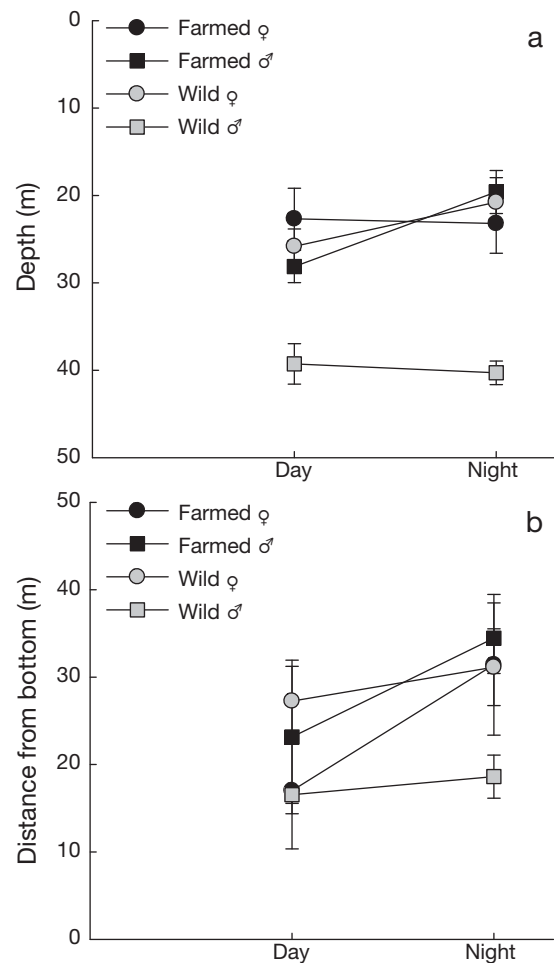 a
Farmed ♀
Farmed ♂
Wild ♀
Wild ♂
Depth (m)
0
10
20
30
40
50
Day Night
b
Farmed ♀
Farmed ♂
Wild ♀
Wild ♂
Distance from bottom (m)
50
40
30
20
10
0
Day Night